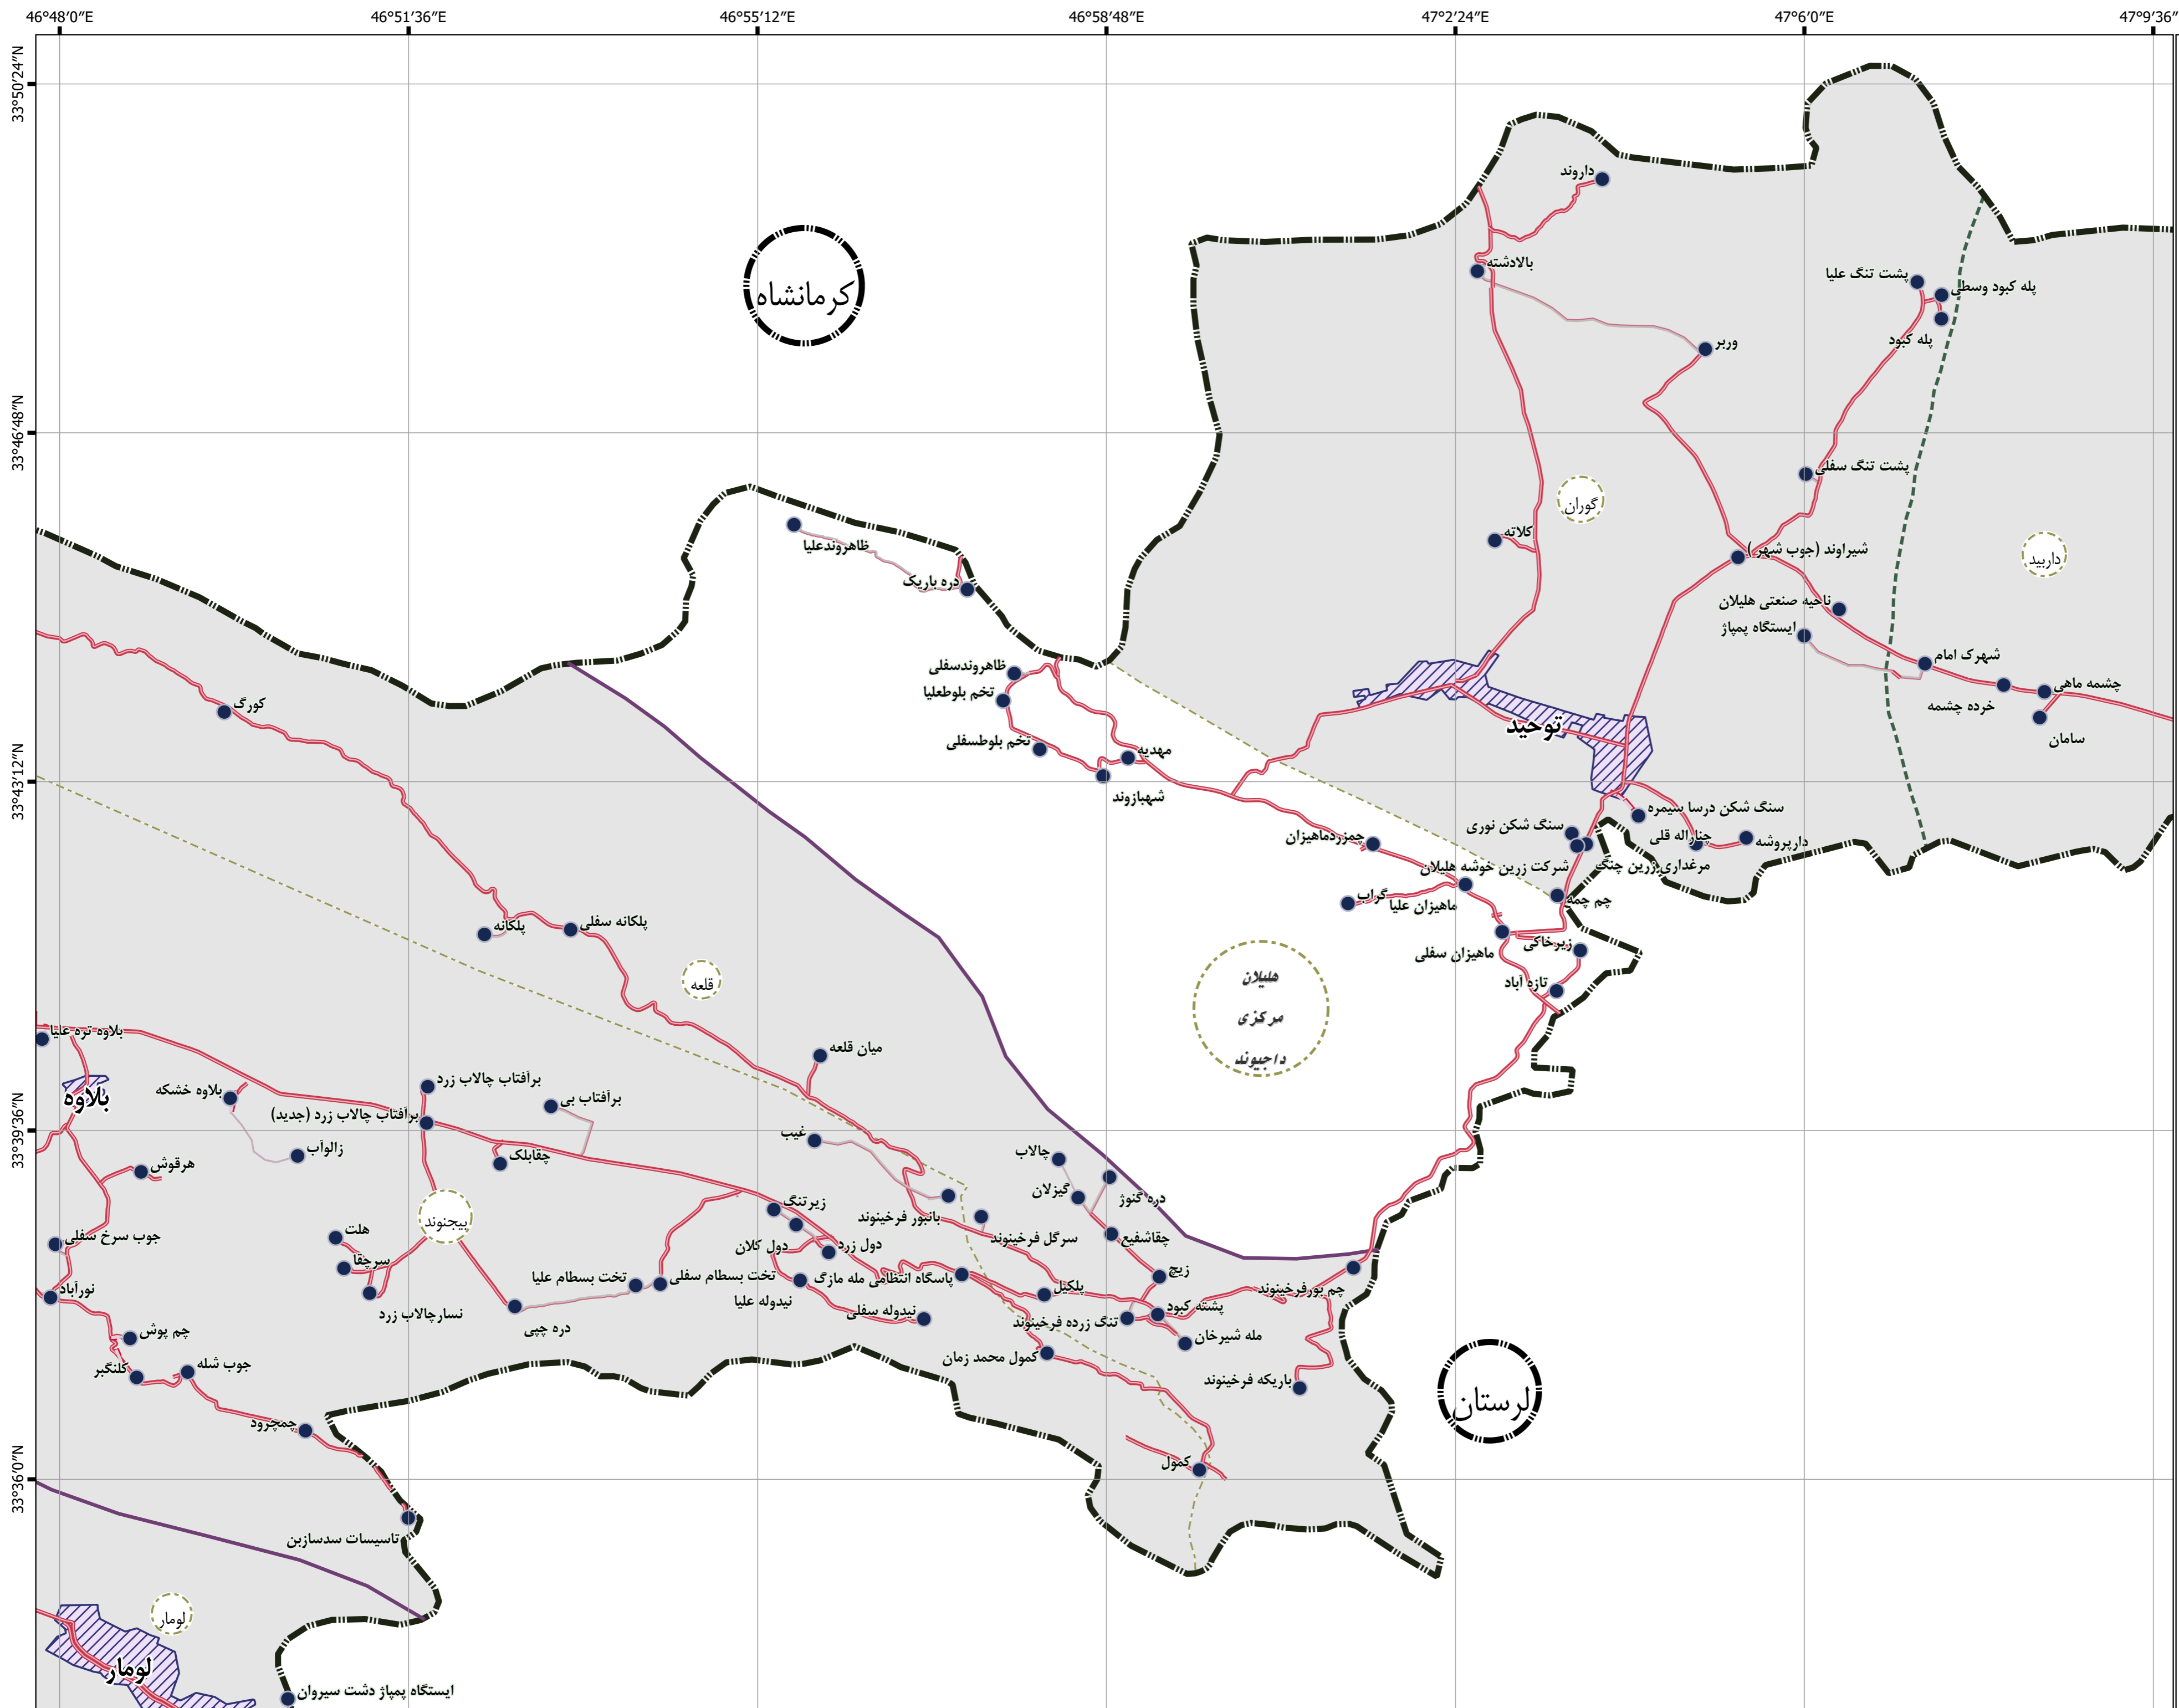 46°48'0"E
46°51'36"E
46°55'12"E
46°58'48"E
47°2'24"E
47°6'0"E
47°9'36"
33°50'24"N
33°46'48"N
33°43'12"N
33°39'36"N
33°36'0"N
داروند
بالادشته
پشت تنگ علیا
پله کبود وسطی
کرمانشاه
پله کبود
وربر
پشت تنگ سفلی
گوران
کلاته
ظاهروندعلیا
شیراوند (جوب شهر)
داربید
دره باریک
ناحیه صنعتی هلیلان
ایستگاه پمپاژ
شهرک امام
ظاهروندسفلی
تخم بلوطعلیا
چشمه ماهی
خرده چشمه
کورگ
توحید
سامان
تخم بلوطسفلی
مهدیه
شهبازوند
سنگ شکن درسا سیمره
سنگ شکن نوری
چناراله قلی
دارپروشه
چمزردماهیزان
شرکت زرین خوشه هلیلان
مرغداری زرین چنگ
گراب
ماهیزان علیا
چم چمه
پلکانه
پلکانه سفلی
زیرخاکی
ماهیزان سفلی
قلعه
هلیلان
مرکزی
داجیوند
تازه آباد
بلاوه تره علیا
میان قلعه
بلاوه
بلاوه خشکه
برآفتاب چالاب زرد
برآفتاب بی
برآفتاب چالاب زرد (جدید)
غیب
زالوآب
چقابلک
چالاب
هرقوش
گیزلان
دره گنوژ
زیرتنگ
بانبور فرخینوند
بیجنوند
هلت
جوب سرخ سفلی
سرگل فرخینوند
چقاشفیع
دول کلان
دول زرد
سرچقا
تخت بسطام علیا
تخت بسطام سفلی
پاسگاه انتظامی مله ماژگ
زیچ
نورآباد
پلکیل
چم بورفرخینوند
نسارچالاب زرد
نیدوله علیا
نیدوله سفلی
پشته کبود
دره چپی
تنگ زرده فرخینوند
چم پوش
مله شیرخان
کلنگبر
جوب شله
کمول محمد زمان
باریکه فرخینوند
لرستان
چمچرود
کمول
تاسیسات سدسازبن
لومار
لومار
ایستگاه پمپاژ دشت سیروان